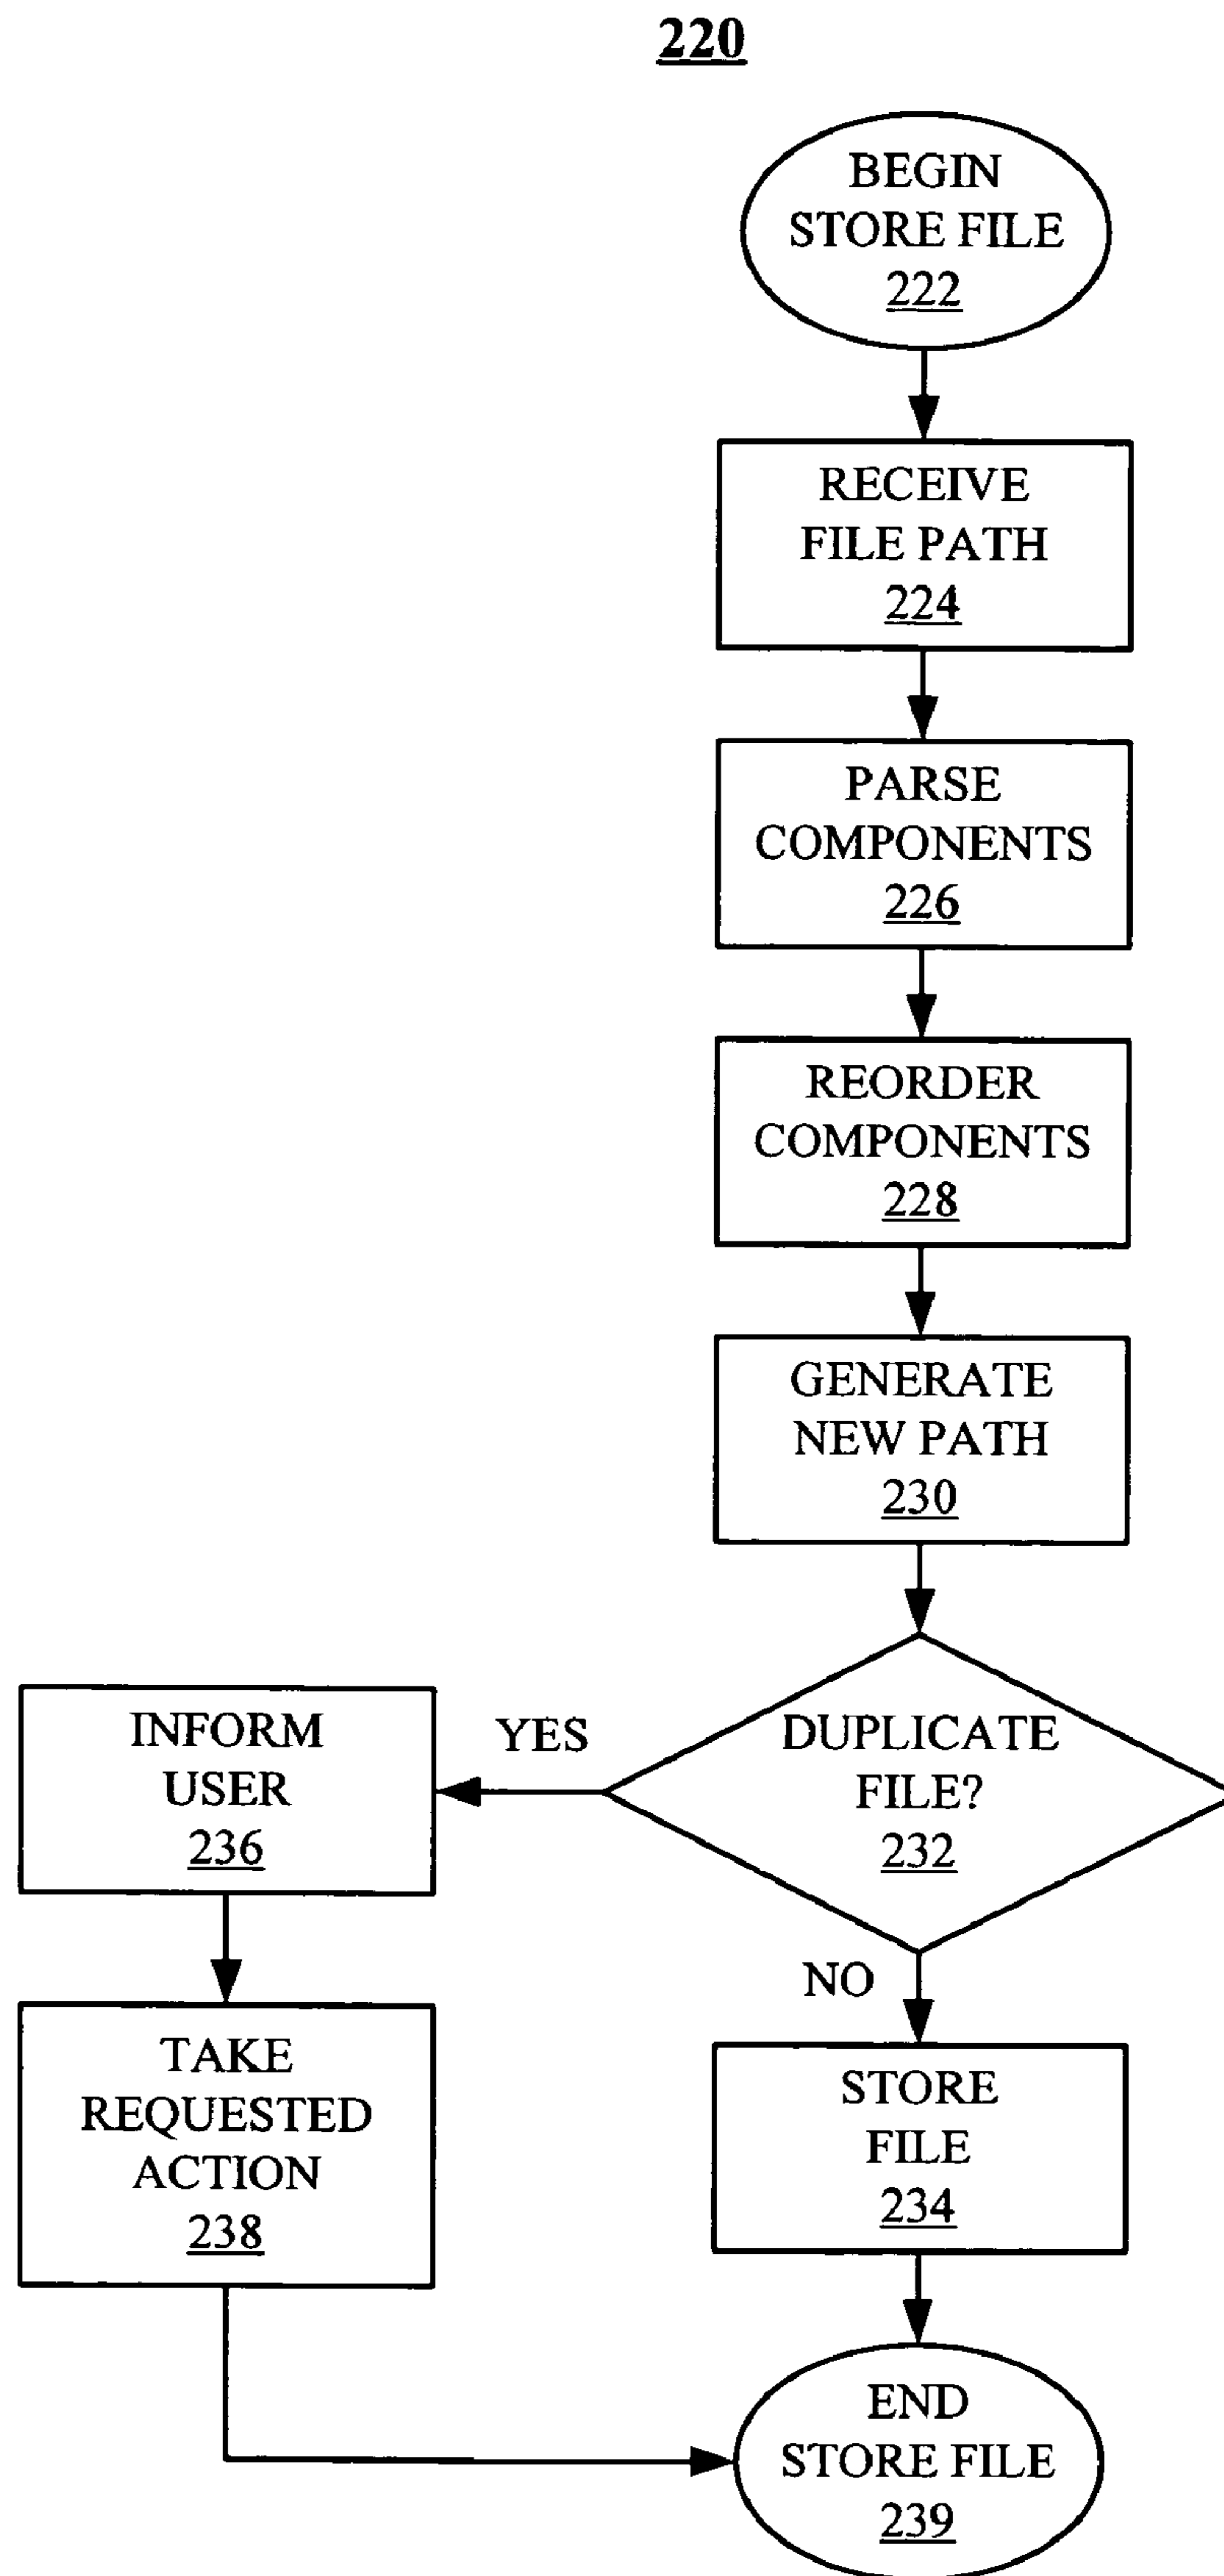 220
BEGIN
STORE FILE
222
RECEIVE
FILE PATH
224
PARSE
COMPONENTS
226
REORDER
COMPONENTS
228
GENERATE
NEW PATH
230
DUPLICATE
FILE?
232
YES
INFORM
USER
236
NO
TAKE
REQUESTED
ACTION
238
STORE
FILE
234
END
STORE FILE
239